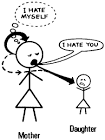 I HATE
MYSELF
I HATE YOU
Mother
Daughter